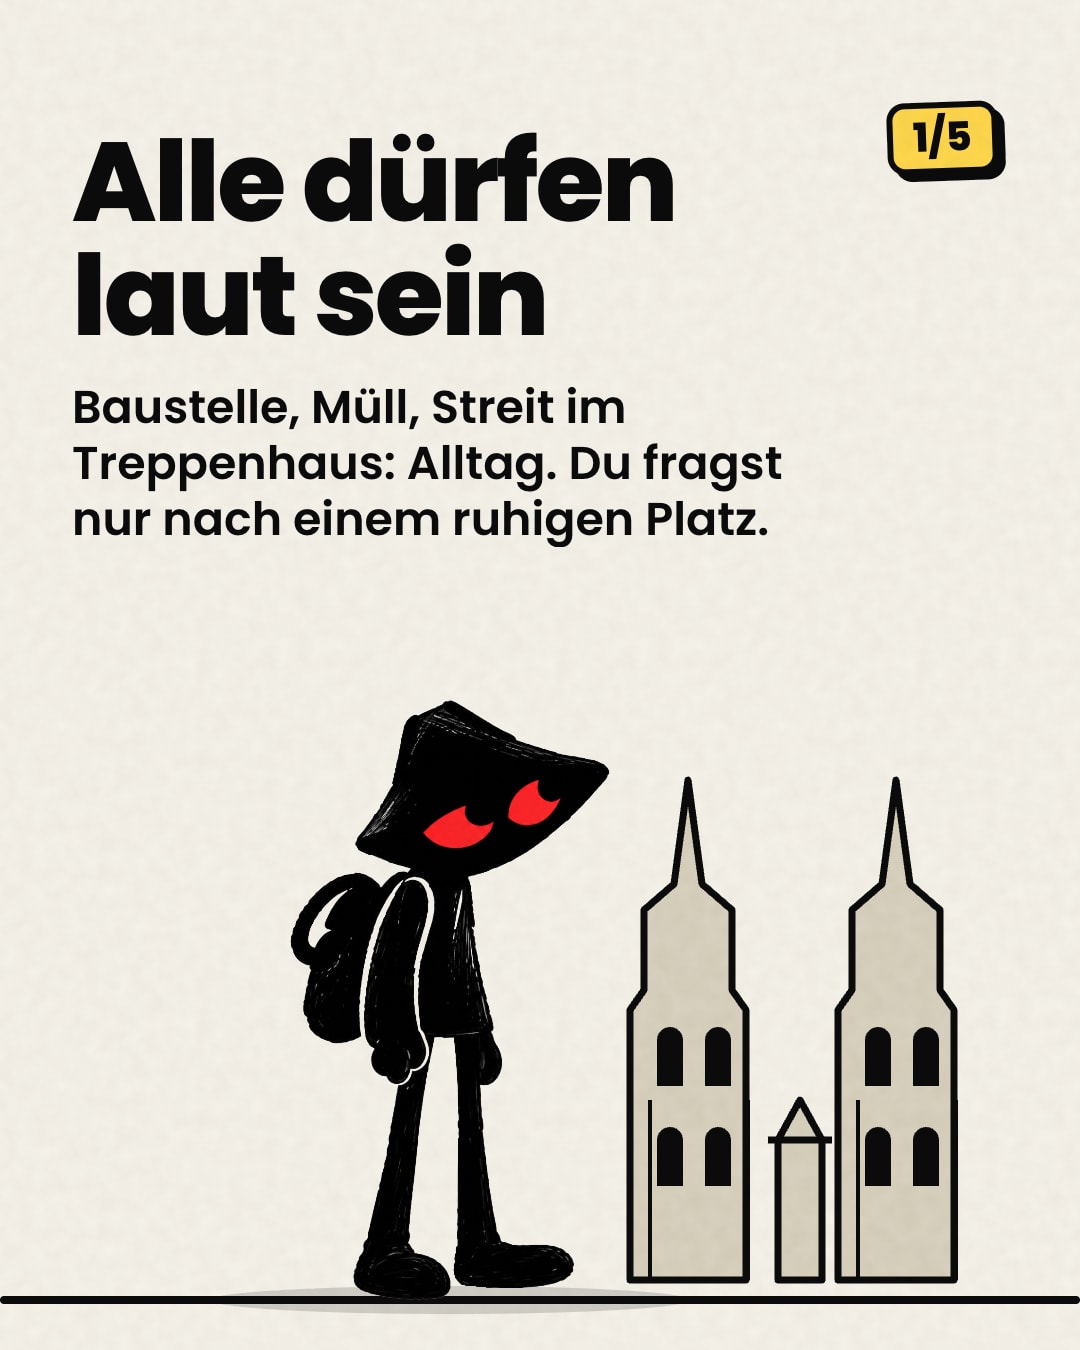 1/5
Alle dürfen
laut sein
Baustelle, Müll, Streit im
Treppenhaus: Alltag. Du fragst
nur nach einem ruhigen Platz.